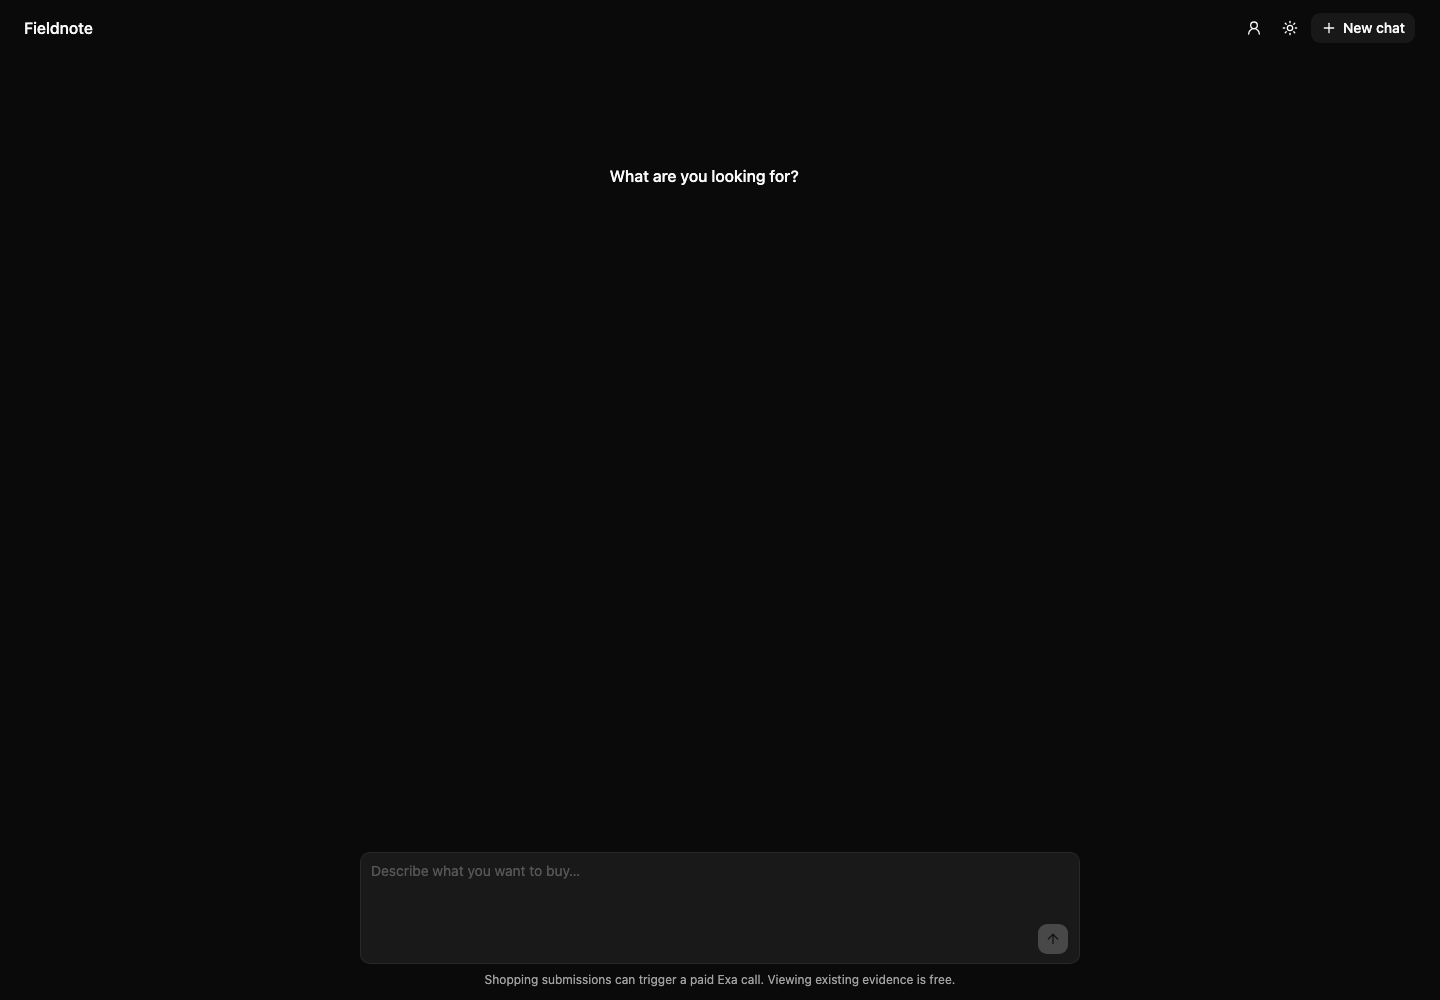 Fieldnote
New chat
What are you looking for?
Describe what you want to buy...
Shopping submissions can trigger a paid Exa call. Viewing existing evidence is free.